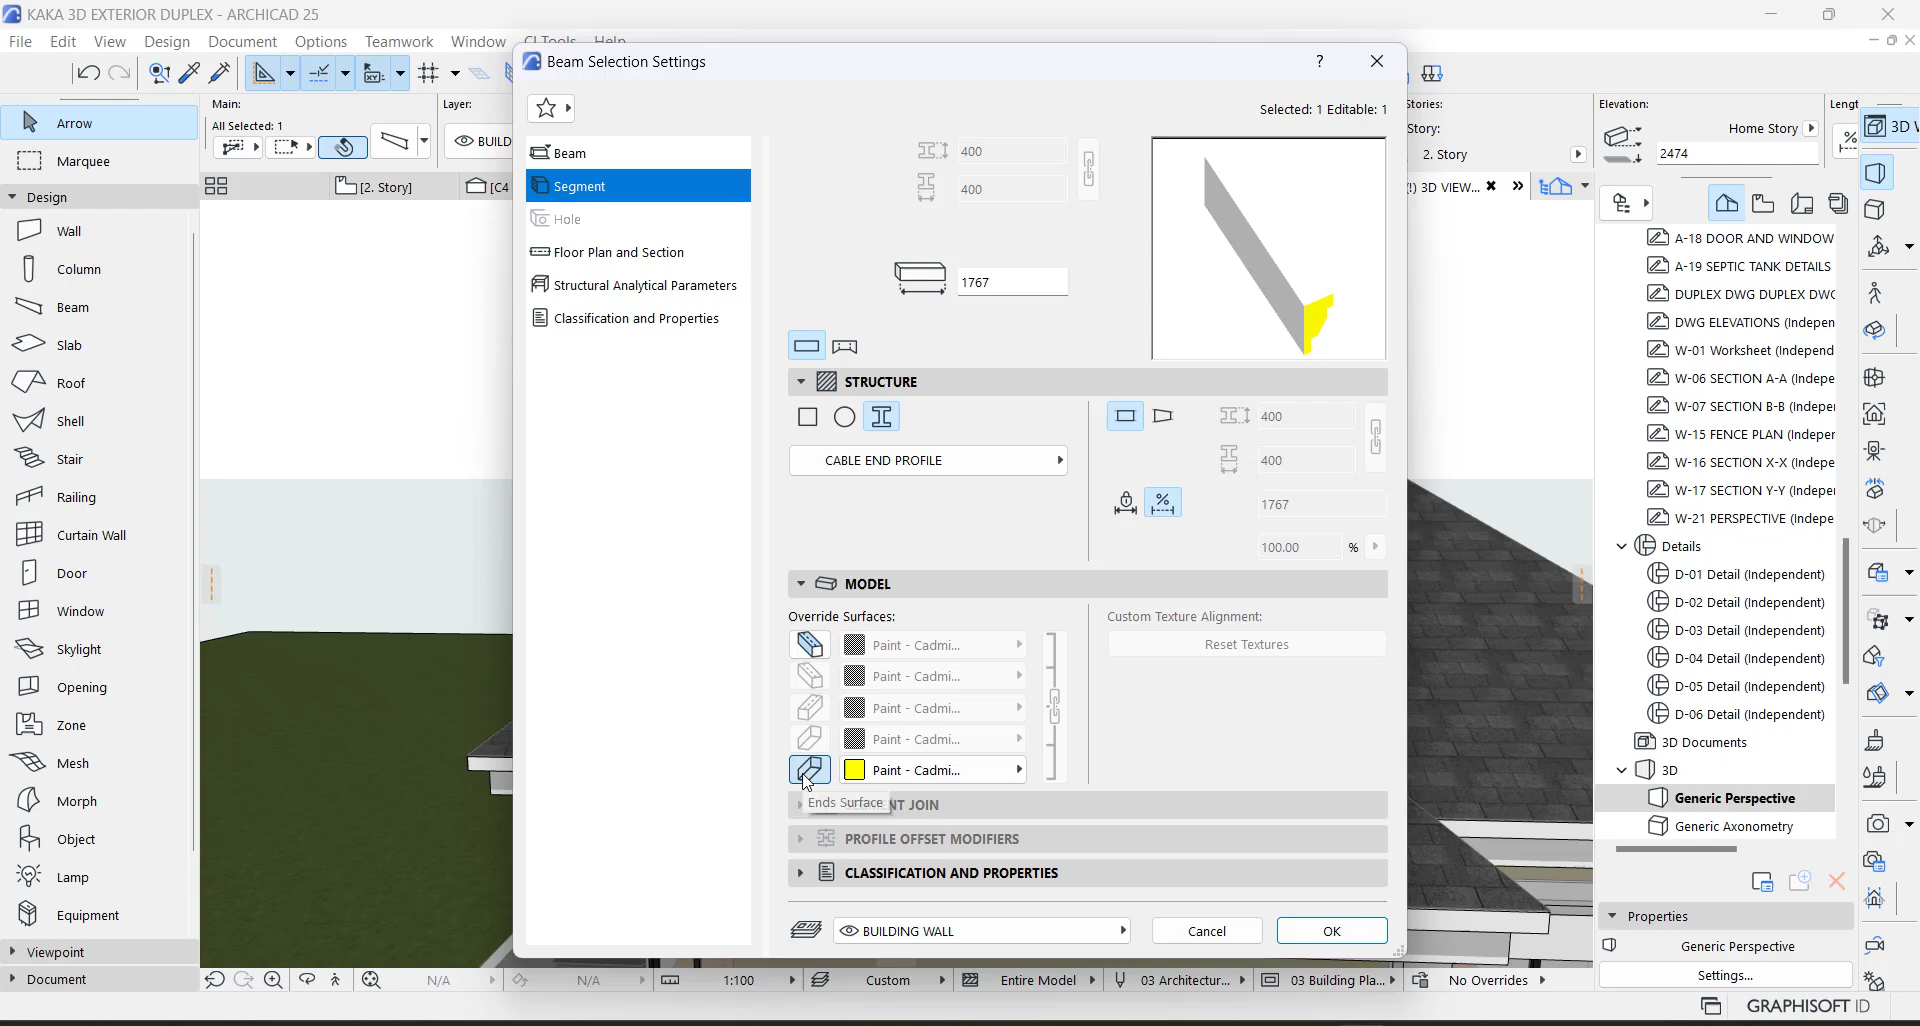 KAKA 3D EXTERIOR DUPLEX - ARCHICAD 25
File Edit View Design Document Options Teamwork Window CI Tools Help
Main:
All Selected: 1
Layer:
BUILD
Stories:
Story:
2. Story
Elevation:
Home Story
2474
3D V
[2. Story]
[C4
!) 3D VIEW...
Arrow
Marquee
Design
Wall
Column
Beam
Slab
Roof
Shell
Stair
Railing
Curtain Wall
Door
Window
Skylight
Opening
Zone
Mesh
Morph
Object
Lamp
Equipment
Viewpoint
Document
Beam Selection Settings
?
Selected: 1 Editable: 1
Beam
Segment
Hole
Floor Plan and Section
Structural Analytical Parameters
Classification and Properties
400
400
1767
STRUCTURE
CABLE END PROFILE
400
400
1767
100.00 %
MODEL
Override Surfaces:
Custom Texture Alignment:
Paint - Cadmi...
Reset Textures
Paint - Cadmi...
Paint - Cadmi...
Paint - Cadmi...
Paint - Cadmi...
Ends Surface
NT JOIN
PROFILE OFFSET MODIFIERS
CLASSIFICATION AND PROPERTIES
BUILDING WALL
Cancel
OK
A-18 DOOR AND WINDOW
A-19 SEPTIC TANK DETAILS
DUPLEX DWG DUPLEX DWG
DWG ELEVATIONS (Indepen
W-01 Worksheet (Independ
W-06 SECTION A-A (Indepe
W-07 SECTION B-B (Indepe
W-15 FENCE PLAN (Indeper
W-16 SECTION X-X (Indepe
W-17 SECTION Y-Y (Indepe
W-21 PERSPECTIVE (Indepe
Details
D-01 Detail (Independent)
D-02 Detail (Independent)
D-03 Detail (Independent)
D-04 Detail (Independent)
D-05 Detail (Independent)
D-06 Detail (Independent)
3D Documents
3D
Generic Perspective
Generic Axonometry
Properties
Generic Perspective
Settings...
N/A
N/A
1:100
Custom
Entire Model
03 Architectur...
03 Building Pla...
No Overrides
GRAPHISOFT ID